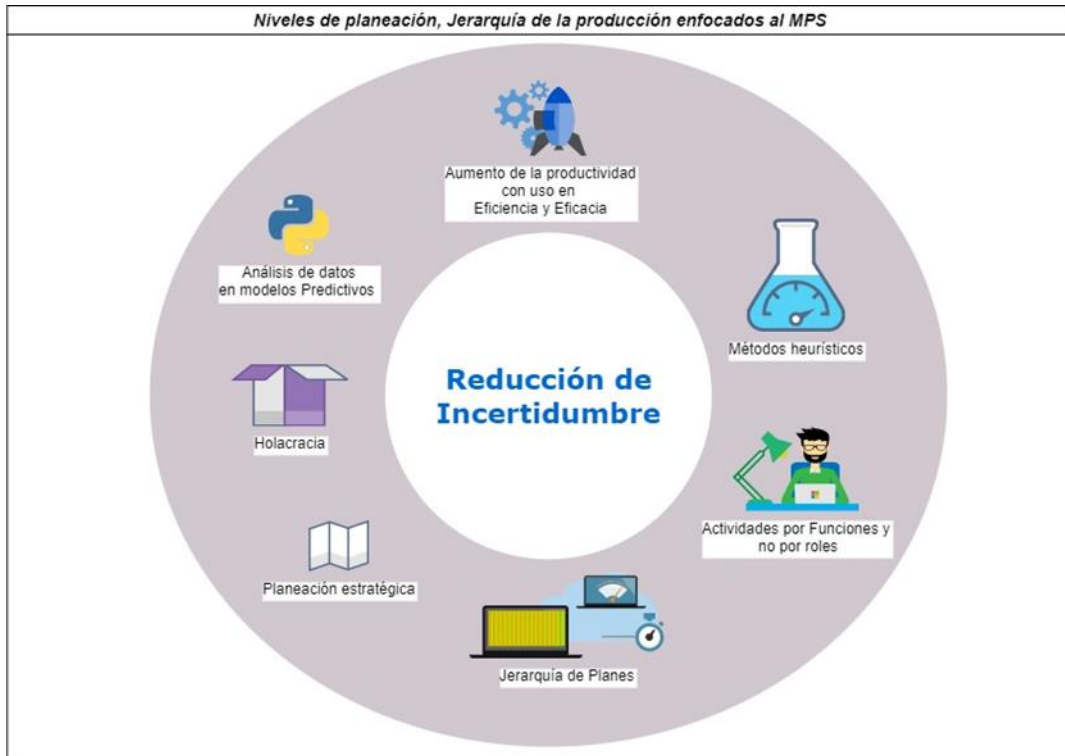 Niveles de planeación, Jerarquía de la producción enfocados al MPS
Aumento de la productividad
con uso en
Eficiencia y Eficacia
Análisis de datos
en modelos Predictivos
Métodos heurísticos
Holacracia
Reducción de
Incertidumbre
Actividades por Funciones y
no por roles
Planeación estratégica
Jerarquía de Planes